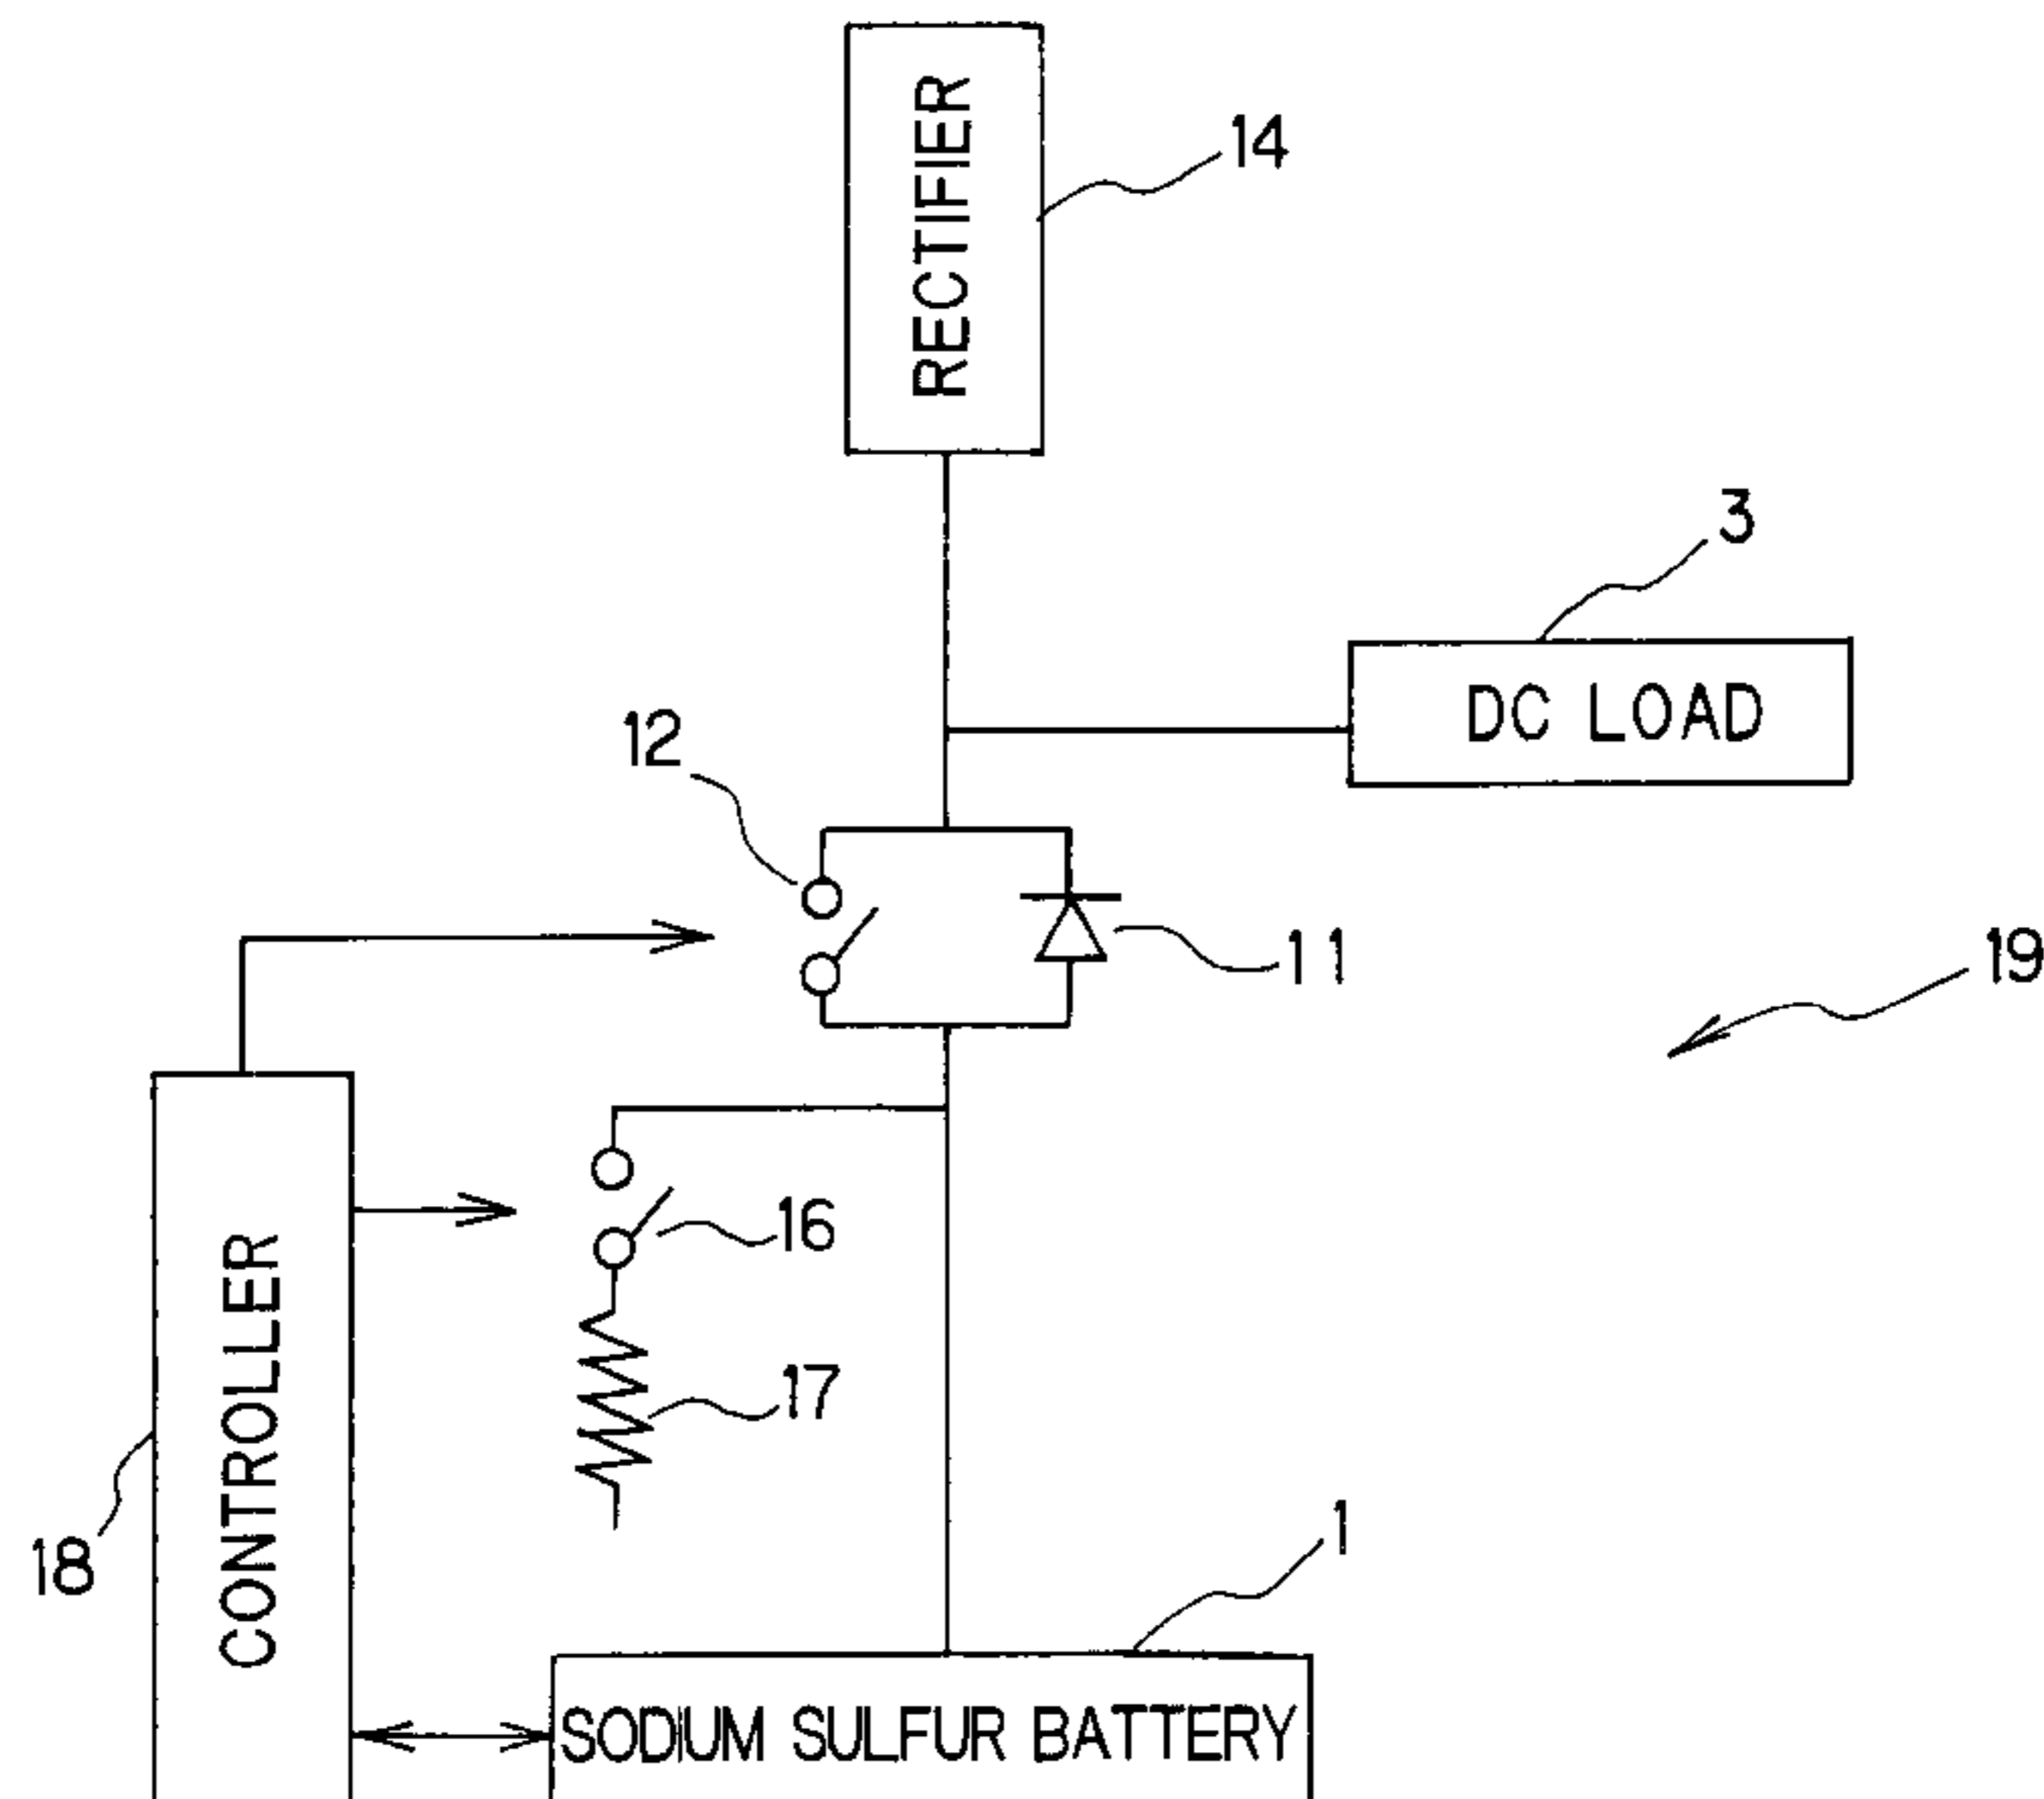 RECTIFIER
14
3
DC LOAD
12
11
19
16
CONTROLLER
17
18
1
SODIUM SULFUR BATTERY